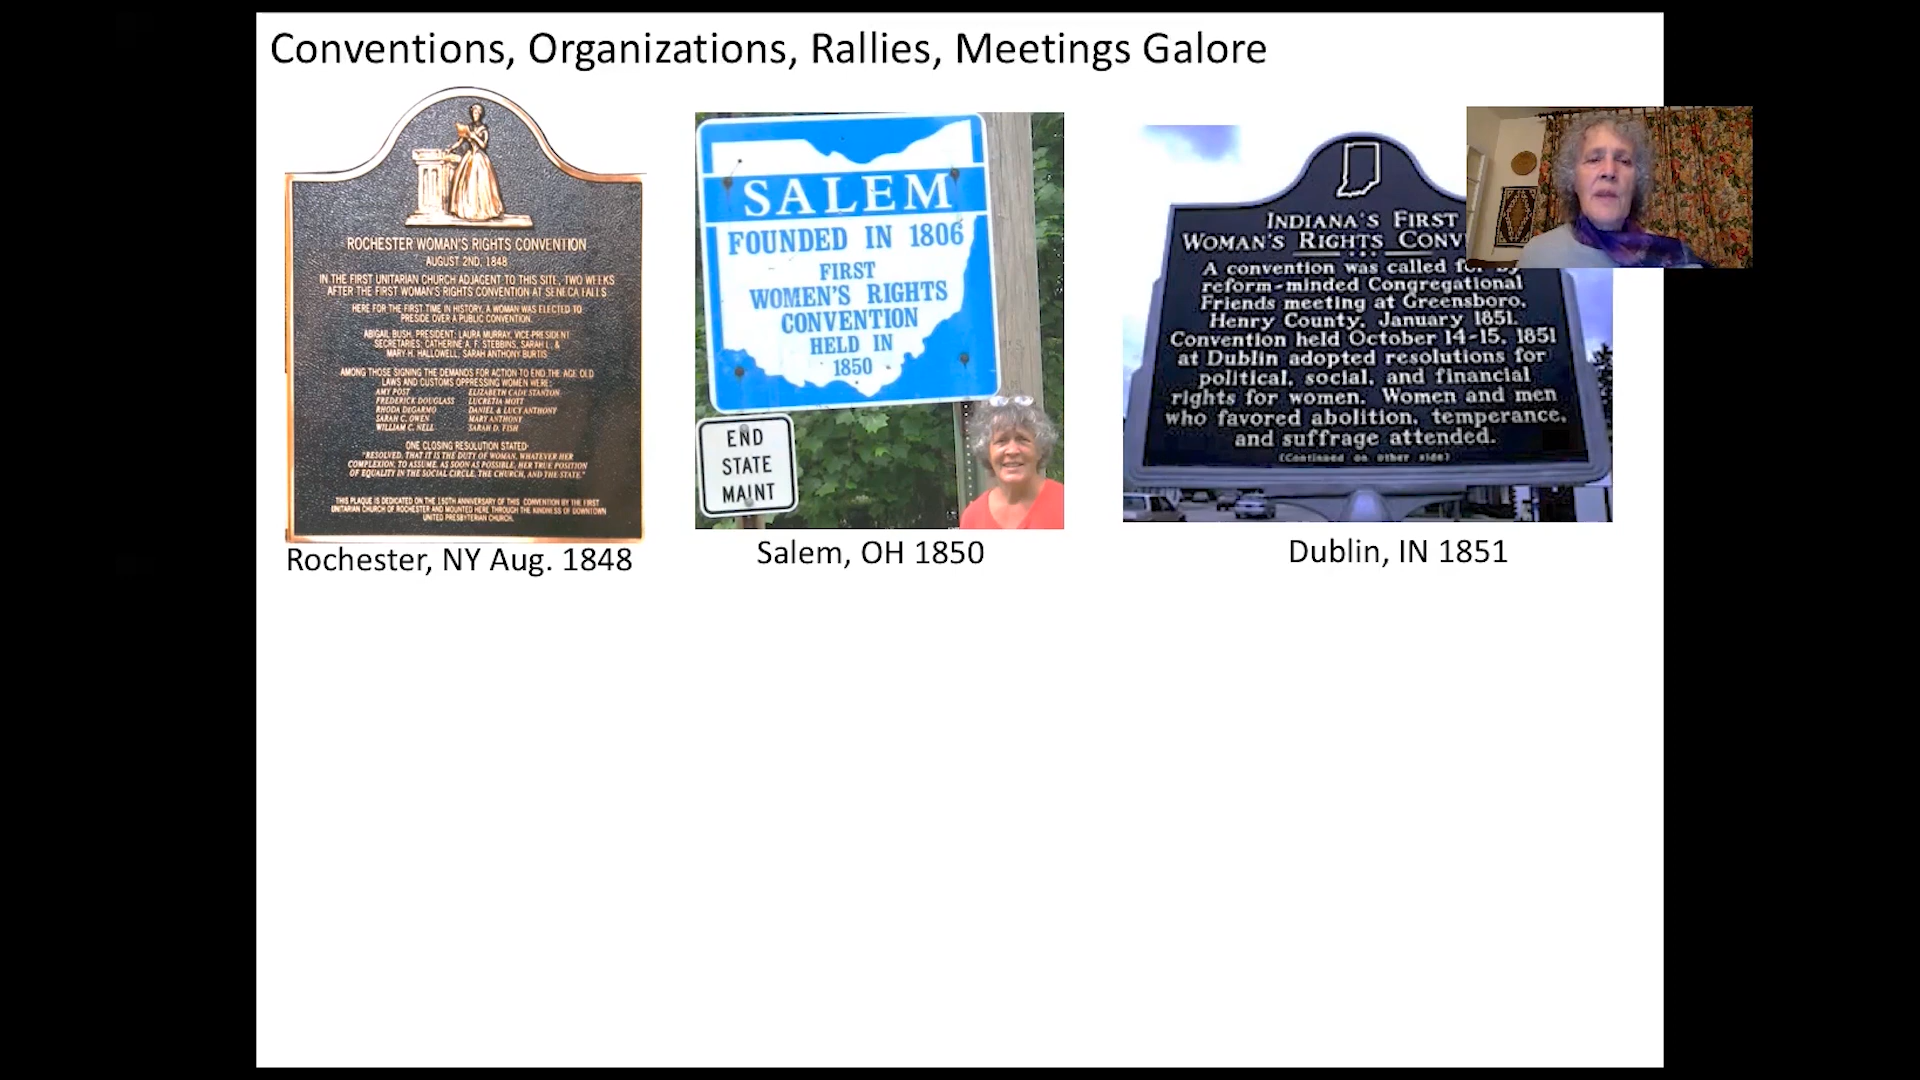 Conventions, Organizations, Rallies, Meetings Galore
ROCHESTER WOMAN'S RIGHTS CONVENTION
AUGUST 2ND, 1848
IN THE FIRST UNITARIAN CHURCH ADJACENT TO THIS SITE, TWO WEEKS
AFTER THE FIRST WOMAN'S RIGHTS CONVENTION AT SENECA FALLS
HERE FOR THE FIRST TIME IN HISTORY, A WOMAN WAS ELECTED TO
PRESIDE OVER A PUBLIC CONVENTION.
ABIGAIL BUSH, PRESIDENT; LAURA MURRAY, VICE-PRESIDENT
SECRETARIES: CATHERINE A. F. STEBBINS, SARAH L. &
MARY H. HALLOWELL, SARAH ANTHONY BURTIS
AMONG THOSE SIGNING THE DEMANDS FOR ACTION TO END THE AGE OLD
LAWS AND CUSTOMS OPPRESSING WOMEN WERE:
AMY POST ELIZABETH CADY STANTON
FREDERICK DOUGLASS LUCRETIA MOTT
RHODA DeGARMO DANIEL & LUCY ANTHONY
SARAH C. OWEN MARY ANTHONY
WILLIAM C. NELL SARAH D. FISH
ONE CLOSING RESOLUTION STATED:
"RESOLVED, THAT IT IS THE DUTY OF WOMAN, WHATEVER HER
COMPLEXION, TO ASSUME, AS SOON AS POSSIBLE, HER TRUE POSITION
OF EQUALITY IN THE SOCIAL CIRCLE, THE CHURCH, AND THE STATE."
THIS PLAQUE IS DEDICATED ON THE 150TH ANNIVERSARY OF THIS CONVENTION BY THE FIRST
UNITARIAN CHURCH OF ROCHESTER AND MOUNTED HERE THROUGH THE KINDNESS OF DOWNTOWN
UNITED PRESBYTERIAN CHURCH.
Rochester, NY Aug. 1848
SALEM
FOUNDED IN 1806
FIRST
WOMEN'S RIGHTS
CONVENTION
HELD IN
1850
END
STATE
MAINT
Salem, OH 1850
INDIANA'S FIRST
WOMAN'S RIGHTS CONV
A convention was called for by
reform-minded Congregational
Friends meeting at Greensboro,
Henry County, January 1851.
Convention held October 14-15, 1851
at Dublin adopted resolutions for
political, social, and financial
rights for women. Women and men
who favored abolition, temperance,
and suffrage attended.
(Continued on other side)
Dublin, IN 1851